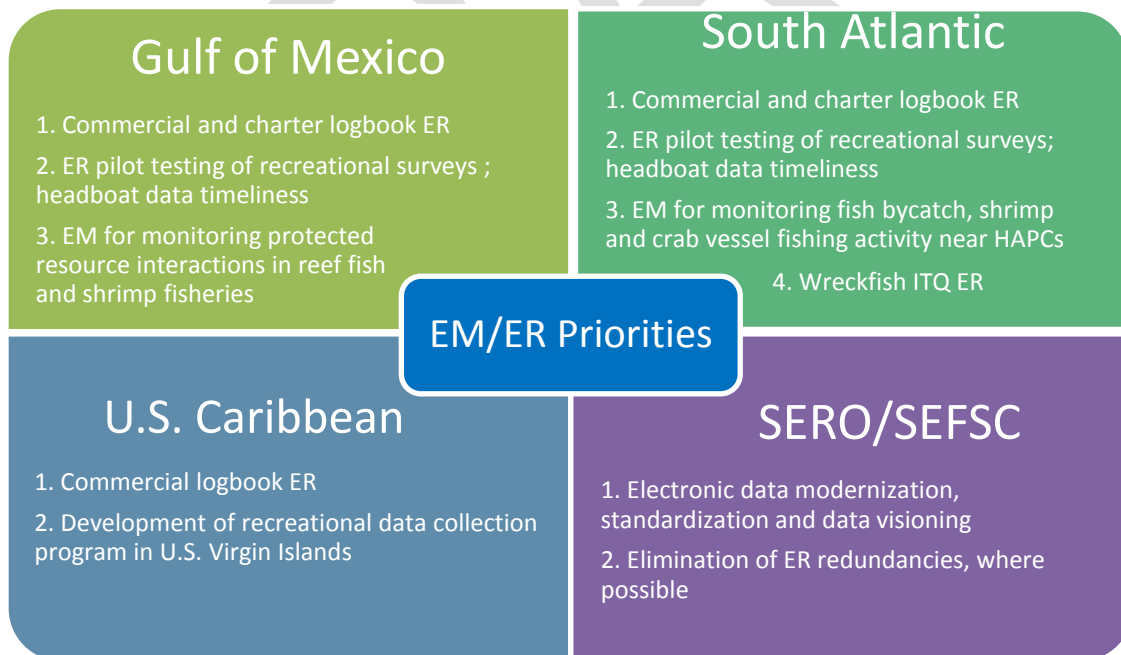 Gulf of Mexico
1. Commercial and charter logbook ER
2. ER pilot testing of recreational surveys ;
headboat data timeliness
3. EM for monitoring protected
resource interactions in reef fish
and shrimp fisheries
South Atlantic
1. Commercial and charter logbook ER
2. ER pilot testing of recreational surveys;
headboat data timeliness
3. EM for monitoring fish bycatch, shrimp
and crab vessel fishing activity near HAPCs
4. Wreckfish ITQ ER
EM/ER Priorities
U.S. Caribbean
1. Commercial logbook ER
2. Development of recreational data collection
program in U.S. Virgin Islands
SERO/SEFSC
1. Electronic data modernization,
standardization and data visioning
2. Elimination of ER redundancies, where
possible